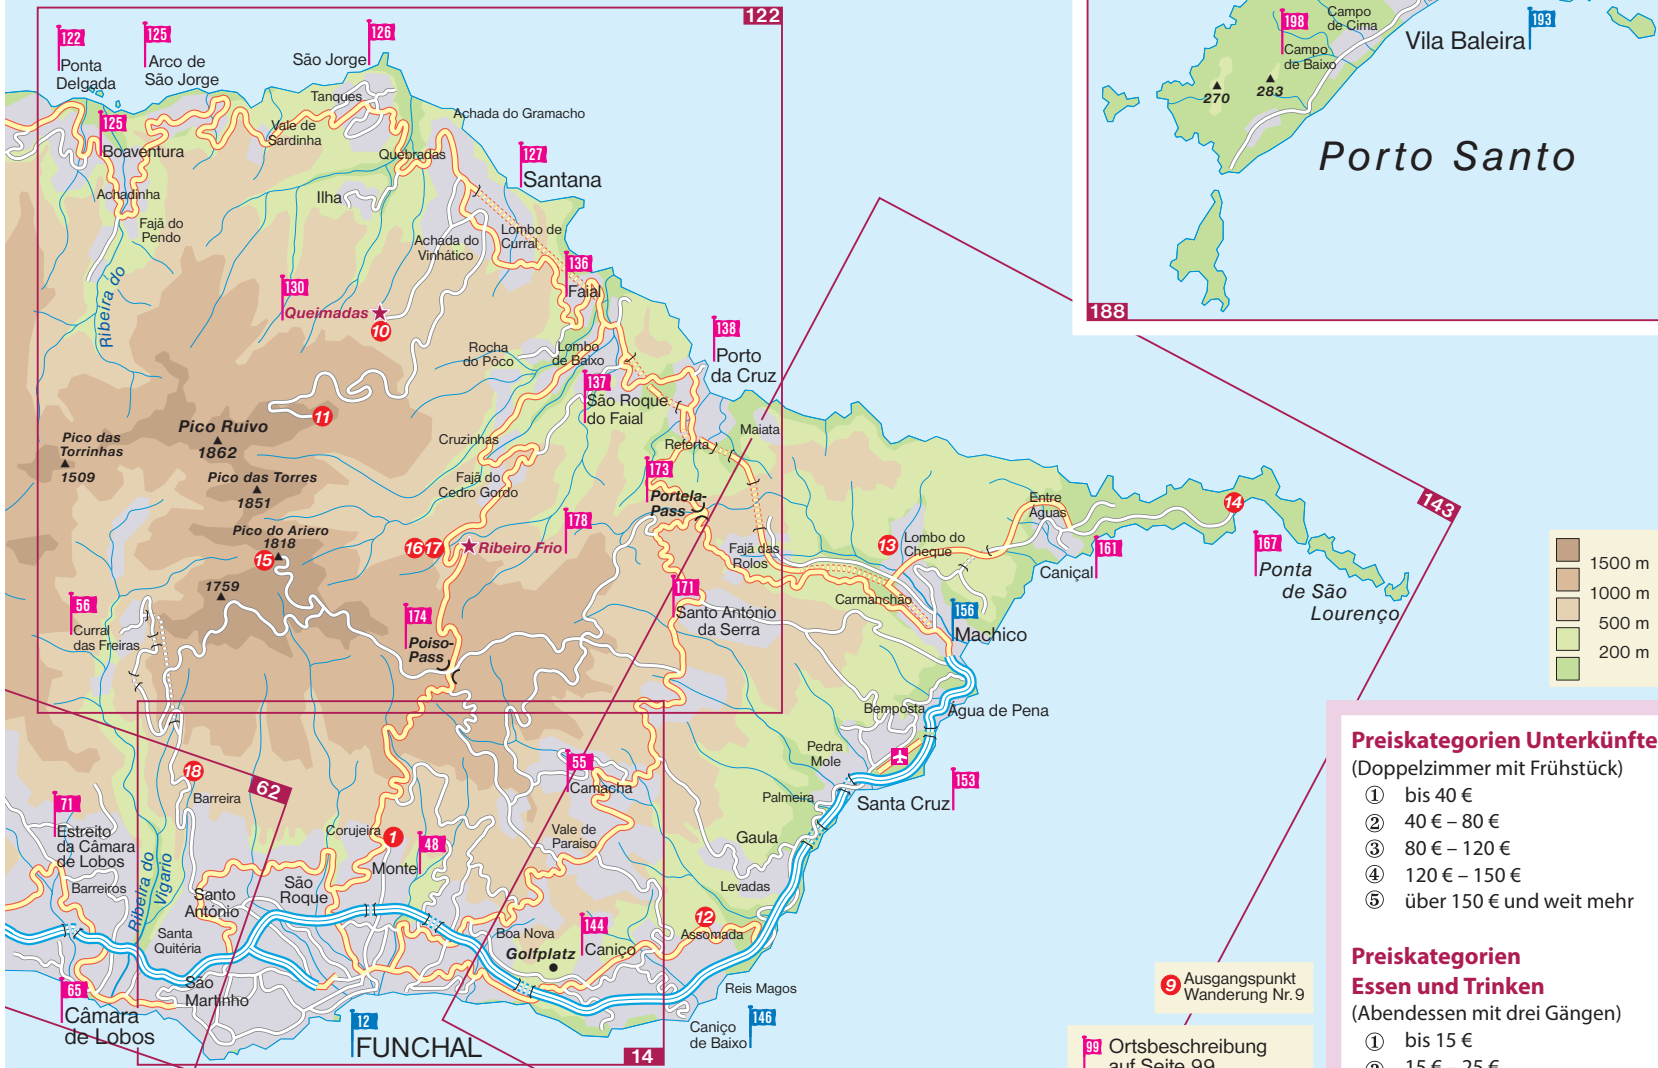 122
122
Ponta
Delgada
125
Arco de
São Jorge
126
São Jorge
Tanques
Achada do Gramacho
Vale de
Sardinha
125
Boaventura
Quebradas
127
Santana
Achadinha
Ilha
Fajã do
Pendo
Achada do
Vinhático
Lombo de
Curral
136
Faial
Ribeira do
130
Queimadas
10
138
Porto
da Cruz
Rocha
do Pôco
Lombo
de Baixo
137
São Roque
do Faial
11
Pico Ruivo
1862
Pico das
Torrinhas
1509
Cruzinhas
Referta
Maiata
Pico das Torres
1851
Fajã do
Cedro Gordo
173
Portela-
Pass
Pico do Ariero
1818
15
178
16 17
Ribeiro Frio
1759
Fajã das
Rolos
13
Lombo do
Cheque
Entre
Águas
14
143
161
Caniçal
167
Ponta
de São
Lourenço
56
Curral
das Freiras
174
Poiso-
Pass
171
Santo António
da Serra
Carmanchão
156
Machico
Bemposta
Água de Pena
Pedra
Mole
Palmeira
153
Santa Cruz
18
Barreira
62
55
Camacha
71
Estreito
da Câmara
de Lobos
Corujeira
1
48
Monte
Vale de
Paraiso
Gaula
Barreiros
Ribeira do
Vigario
Santo
António
São
Roque
Levadas
12
Assomada
Santa
Quitéria
Boa Nova
Golfplatz
144
Caniço
São
Martinho
Reis Magos
65
Câmara
de Lobos
12
FUNCHAL
146
Caniço
de Baixo
14
198
Campo
de Cima
Campo
de Baixo
193
Vila Baleira
270
283
Porto Santo
188
1500 m
1000 m
500 m
200 m
9 Ausgangspunkt
Wanderung Nr. 9
99 Ortsbeschreibung
auf Seite 99
Preiskategorien Unterkünfte
(Doppelzimmer mit Frühstück)
① bis 40 €
② 40 € – 80 €
③ 80 € – 120 €
④ 120 € – 150 €
⑤ über 150 € und weit mehr
Preiskategorien
Essen und Trinken
(Abendessen mit drei Gängen)
① bis 15 €
② 15 € – 25 €